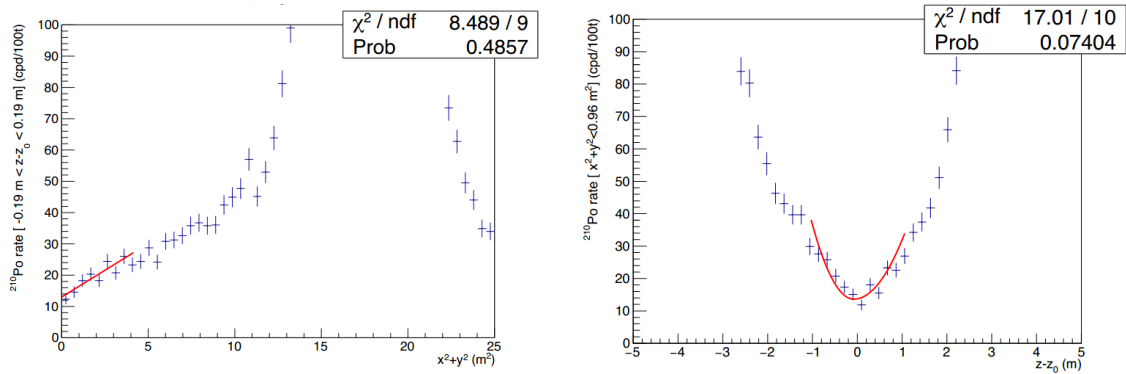 χ² / ndf 8.489 / 9
Prob 0.4857
²¹⁰Po rate [ -0.19 m < z-z₀ < 0.19 m] (cpd/100t)
100
90
80
70
60
50
40
30
20
10
0
0 5 10 15 20 25
x²+y² (m²)
χ² / ndf 17.01 / 10
Prob 0.07404
²¹⁰Po rate [ x²+y²<0.96 m²] (cpd/100t)
100
90
80
70
60
50
40
30
20
10
0
−5 −4 −3 −2 −1 0 1 2 3 4 5
z-z₀ (m)